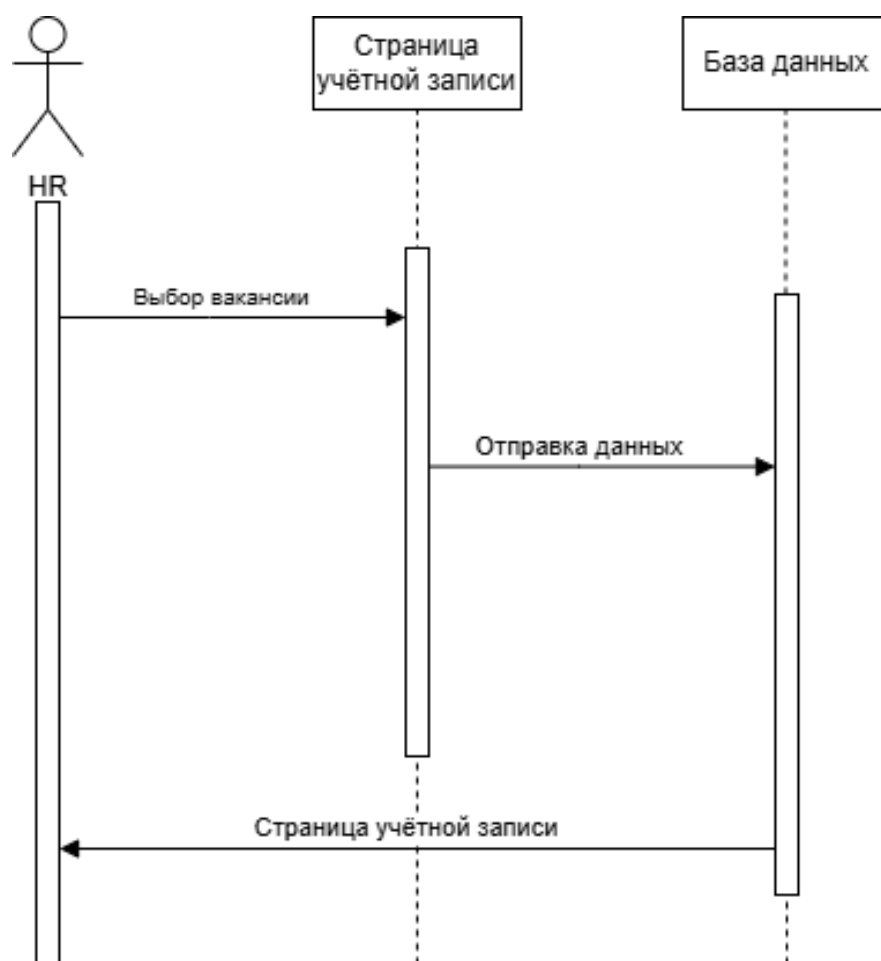 Страница
учётной записи
База данных
HR
Выбор вакансии
Отправка данных
Страница учётной записи